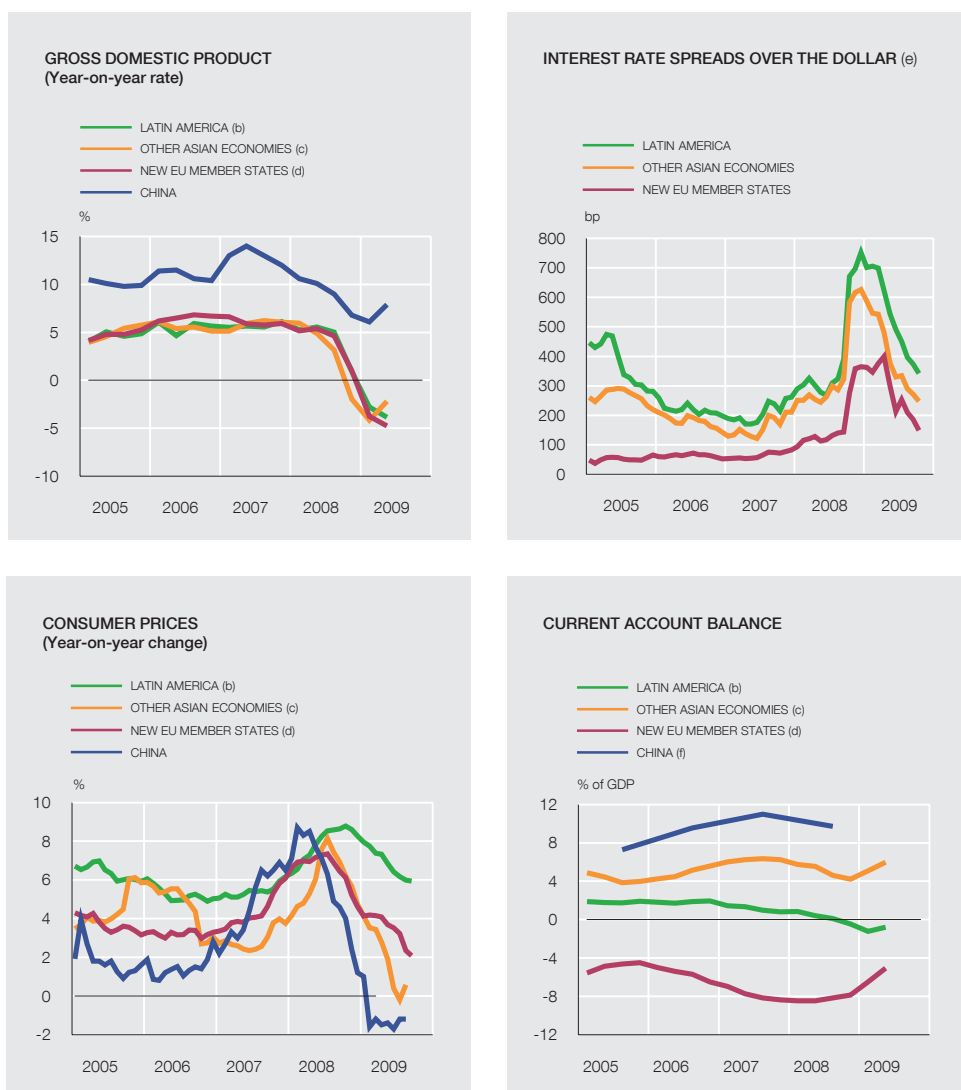 GROSS DOMESTIC PRODUCT
(Year-on-year rate)
LATIN AMERICA (b)
OTHER ASIAN ECONOMIES (c)
NEW EU MEMBER STATES (d)
CHINA
%
15
10
5
0
-5
-10
2005 2006 2007 2008 2009
INTEREST RATE SPREADS OVER THE DOLLAR (e)
LATIN AMERICA
OTHER ASIAN ECONOMIES
NEW EU MEMBER STATES
bp
800
700
600
500
400
300
200
100
0
2005 2006 2007 2008 2009
CONSUMER PRICES
(Year-on-year change)
LATIN AMERICA (b)
OTHER ASIAN ECONOMIES (c)
NEW EU MEMBER STATES (d)
CHINA
%
10
8
6
4
2
0
-2
2005 2006 2007 2008 2009
CURRENT ACCOUNT BALANCE
LATIN AMERICA (b)
OTHER ASIAN ECONOMIES (c)
NEW EU MEMBER STATES (d)
CHINA (f)
% of GDP
12
8
4
0
-4
-8
-12
2005 2006 2007 2008 2009